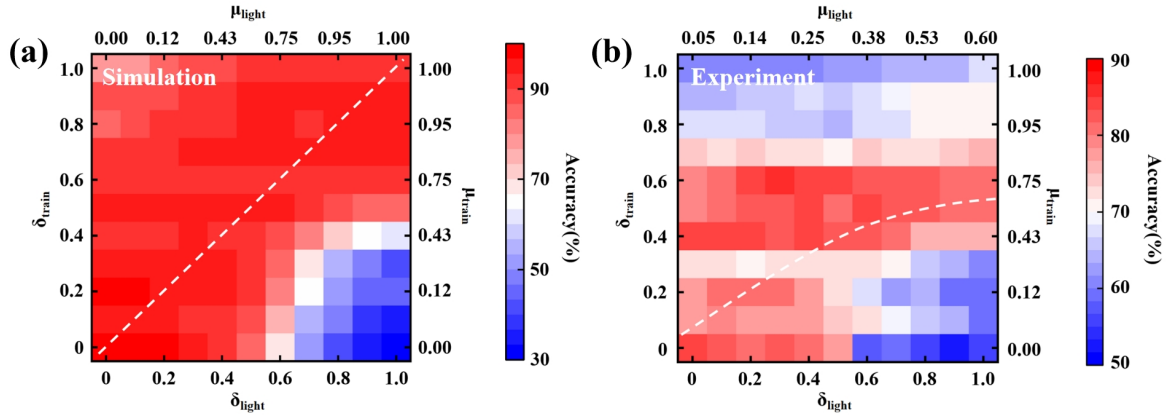 μlight
0.00 0.12 0.43 0.75 0.95 1.00
(a)
Simulation
1.0
0.8
0.6
0.4
0.2
0
δtrain
1.00
0.95
0.75
0.43
0.12
0.00
μtrain
0 0.2 0.4 0.6 0.8 1.0
δlight
90
70
50
30
Accuracy(%)
μlight
0.05 0.14 0.25 0.38 0.53 0.60
(b)
Experiment
1.0
0.8
0.6
0.4
0.2
0
δtrain
1.00
0.95
0.75
0.43
0.12
0.00
μtrain
0 0.2 0.4 0.6 0.8 1.0
δlight
90
80
70
60
50
Accuracy(%)